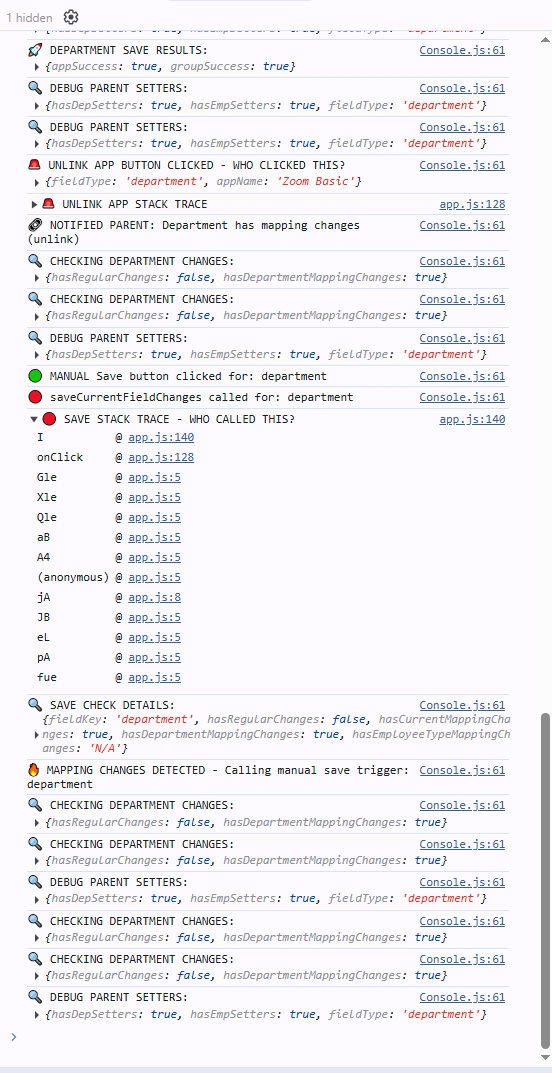 1 hidden
DEPARTMENT SAVE RESULTS: Console.js:61
{appSuccess: true, groupSuccess: true}
DEBUG PARENT SETTERS: Console.js:61
{hasDepSetters: true, hasEmpSetters: true, fieldType: 'department'}
DEBUG PARENT SETTERS: Console.js:61
{hasDepSetters: true, hasEmpSetters: true, fieldType: 'department'}
UNLINK APP BUTTON CLICKED - WHO CLICKED THIS? Console.js:61
{fieldType: 'department', appName: 'Zoom Basic'}
UNLINK APP STACK TRACE app.js:128
NOTIFIED PARENT: Department has mapping changes Console.js:61
(unlink)
CHECKING DEPARTMENT CHANGES: Console.js:61
{hasRegularChanges: false, hasDepartmentMappingChanges: true}
CHECKING DEPARTMENT CHANGES: Console.js:61
{hasRegularChanges: false, hasDepartmentMappingChanges: true}
DEBUG PARENT SETTERS: Console.js:61
{hasDepSetters: true, hasEmpSetters: true, fieldType: 'department'}
MANUAL Save button clicked for: department Console.js:61
saveCurrentFieldChanges called for: department Console.js:61
SAVE STACK TRACE - WHO CALLED THIS? app.js:140
I @ app.js:140
onClick @ app.js:128
Gle @ app.js:5
Xle @ app.js:5
Qle @ app.js:5
aB @ app.js:5
A4 @ app.js:5
(anonymous) @ app.js:5
jA @ app.js:8
JB @ app.js:5
eL @ app.js:5
pA @ app.js:5
fue @ app.js:5
SAVE CHECK DETAILS: Console.js:61
{fieldKey: 'department', hasRegularChanges: false, hasCurrentMappingCha
nges: true, hasDepartmentMappingChanges: true, hasEmployeeTypeMappingCh
anges: 'N/A'}
MAPPING CHANGES DETECTED - Calling manual save trigger: Console.js:61
department
CHECKING DEPARTMENT CHANGES: Console.js:61
{hasRegularChanges: false, hasDepartmentMappingChanges: true}
CHECKING DEPARTMENT CHANGES: Console.js:61
{hasRegularChanges: false, hasDepartmentMappingChanges: true}
DEBUG PARENT SETTERS: Console.js:61
{hasDepSetters: true, hasEmpSetters: true, fieldType: 'department'}
CHECKING DEPARTMENT CHANGES: Console.js:61
{hasRegularChanges: false, hasDepartmentMappingChanges: true}
CHECKING DEPARTMENT CHANGES: Console.js:61
{hasRegularChanges: false, hasDepartmentMappingChanges: true}
DEBUG PARENT SETTERS: Console.js:61
{hasDepSetters: true, hasEmpSetters: true, fieldType: 'department'}